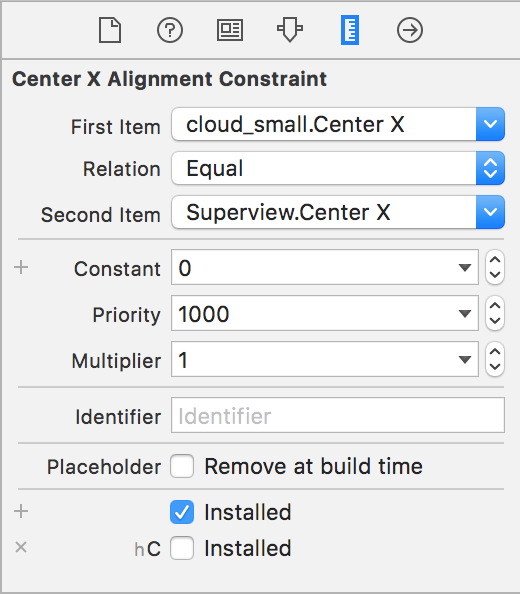 Center X Alignment Constraint
First Item cloud_small.Center X
Relation Equal
Second Item Superview.Center X
+ Constant 0
Priority 1000
Multiplier 1
Identifier Identifier
Placeholder Remove at build time
+ Installed
× hC Installed